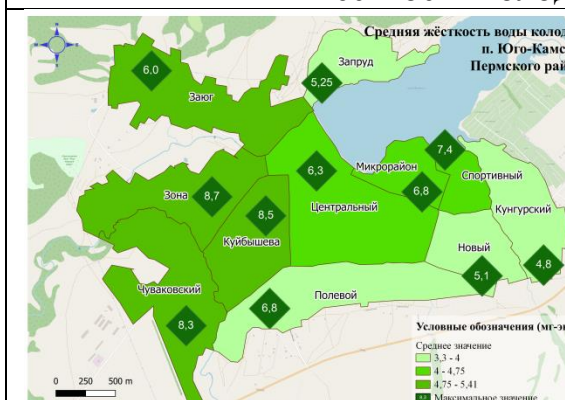 Средняя жёсткость воды колод
п. Юго-Камс
Пермского рай
Запруд
6,0
5,25
Заюг
7,4
Микрорайон
6,3
6,8
Спортивный
Зона
8,7
8,5
Центральный
Кунгурский
Куйбышева
Новый
Чуваковский
Полевой
5,1
4,8
6,8
8,3
Условные обозначения (мг-эк
Среднее значение
3,3 - 4
4 - 4,75
4,75 - 5,41
Максимальное значение
0 250 500 m